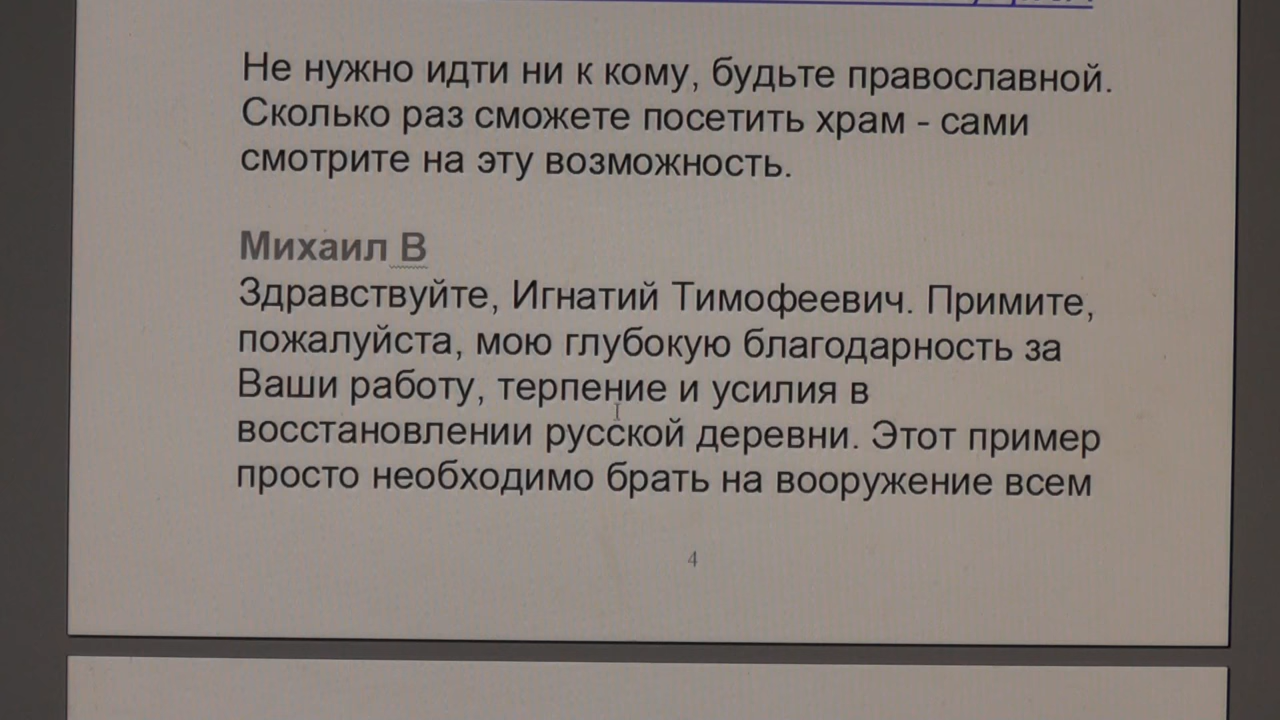 Не нужно идти ни к кому, будьте православной.
Сколько раз сможете посетить храм - сами
смотрите на эту возможность.
Михаил В
Здравствуйте, Игнатий Тимофеевич. Примите,
пожалуйста, мою глубокую благодарность за
Ваши работу, терпение и усилия в
восстановлении русской деревни. Этот пример
просто необходимо брать на вооружение всем
4